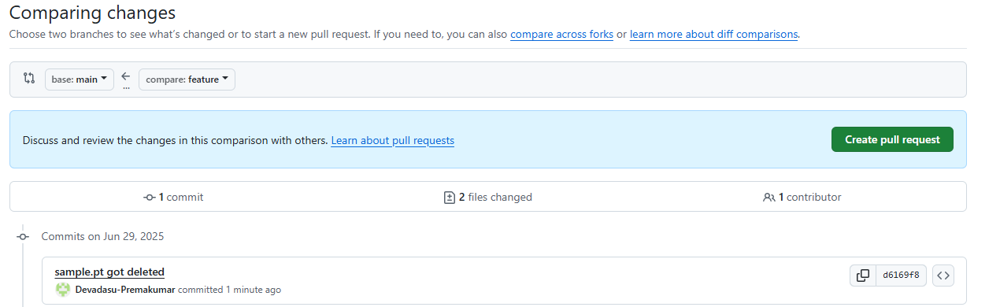 Comparing changes
Choose two branches to see what's changed or to start a new pull request. If you need to, you can also compare across forks or learn more about diff comparisons.
base: main ... compare: feature
Discuss and review the changes in this comparison with others. Learn about pull requests Create pull request
1 commit 2 files changed 1 contributor
Commits on Jun 29, 2025
sample.pt got deleted d6169f8
Devadasu-Premakumar committed 1 minute ago